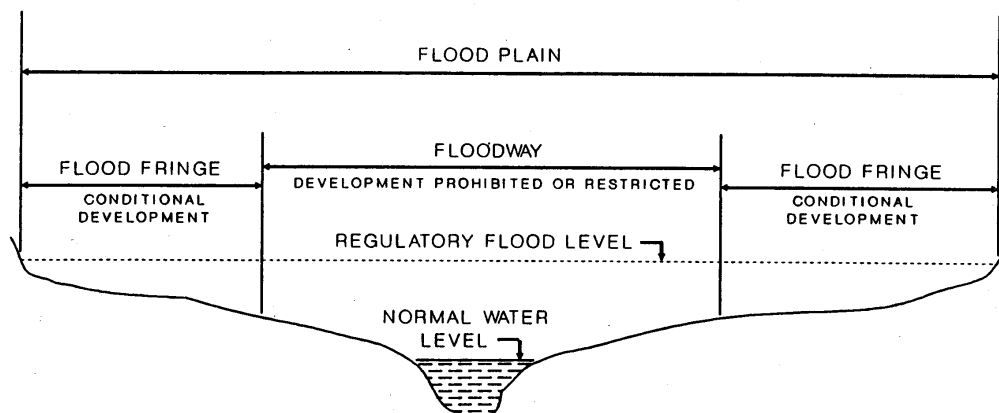 FLOOD PLAIN
FLOOD FRINGE
CONDITIONAL
DEVELOPMENT
FLOODWAY
DEVELOPMENT PROHIBITED OR RESTRICTED
FLOOD FRINGE
CONDITIONAL
DEVELOPMENT
REGULATORY FLOOD LEVEL
NORMAL WATER
LEVEL